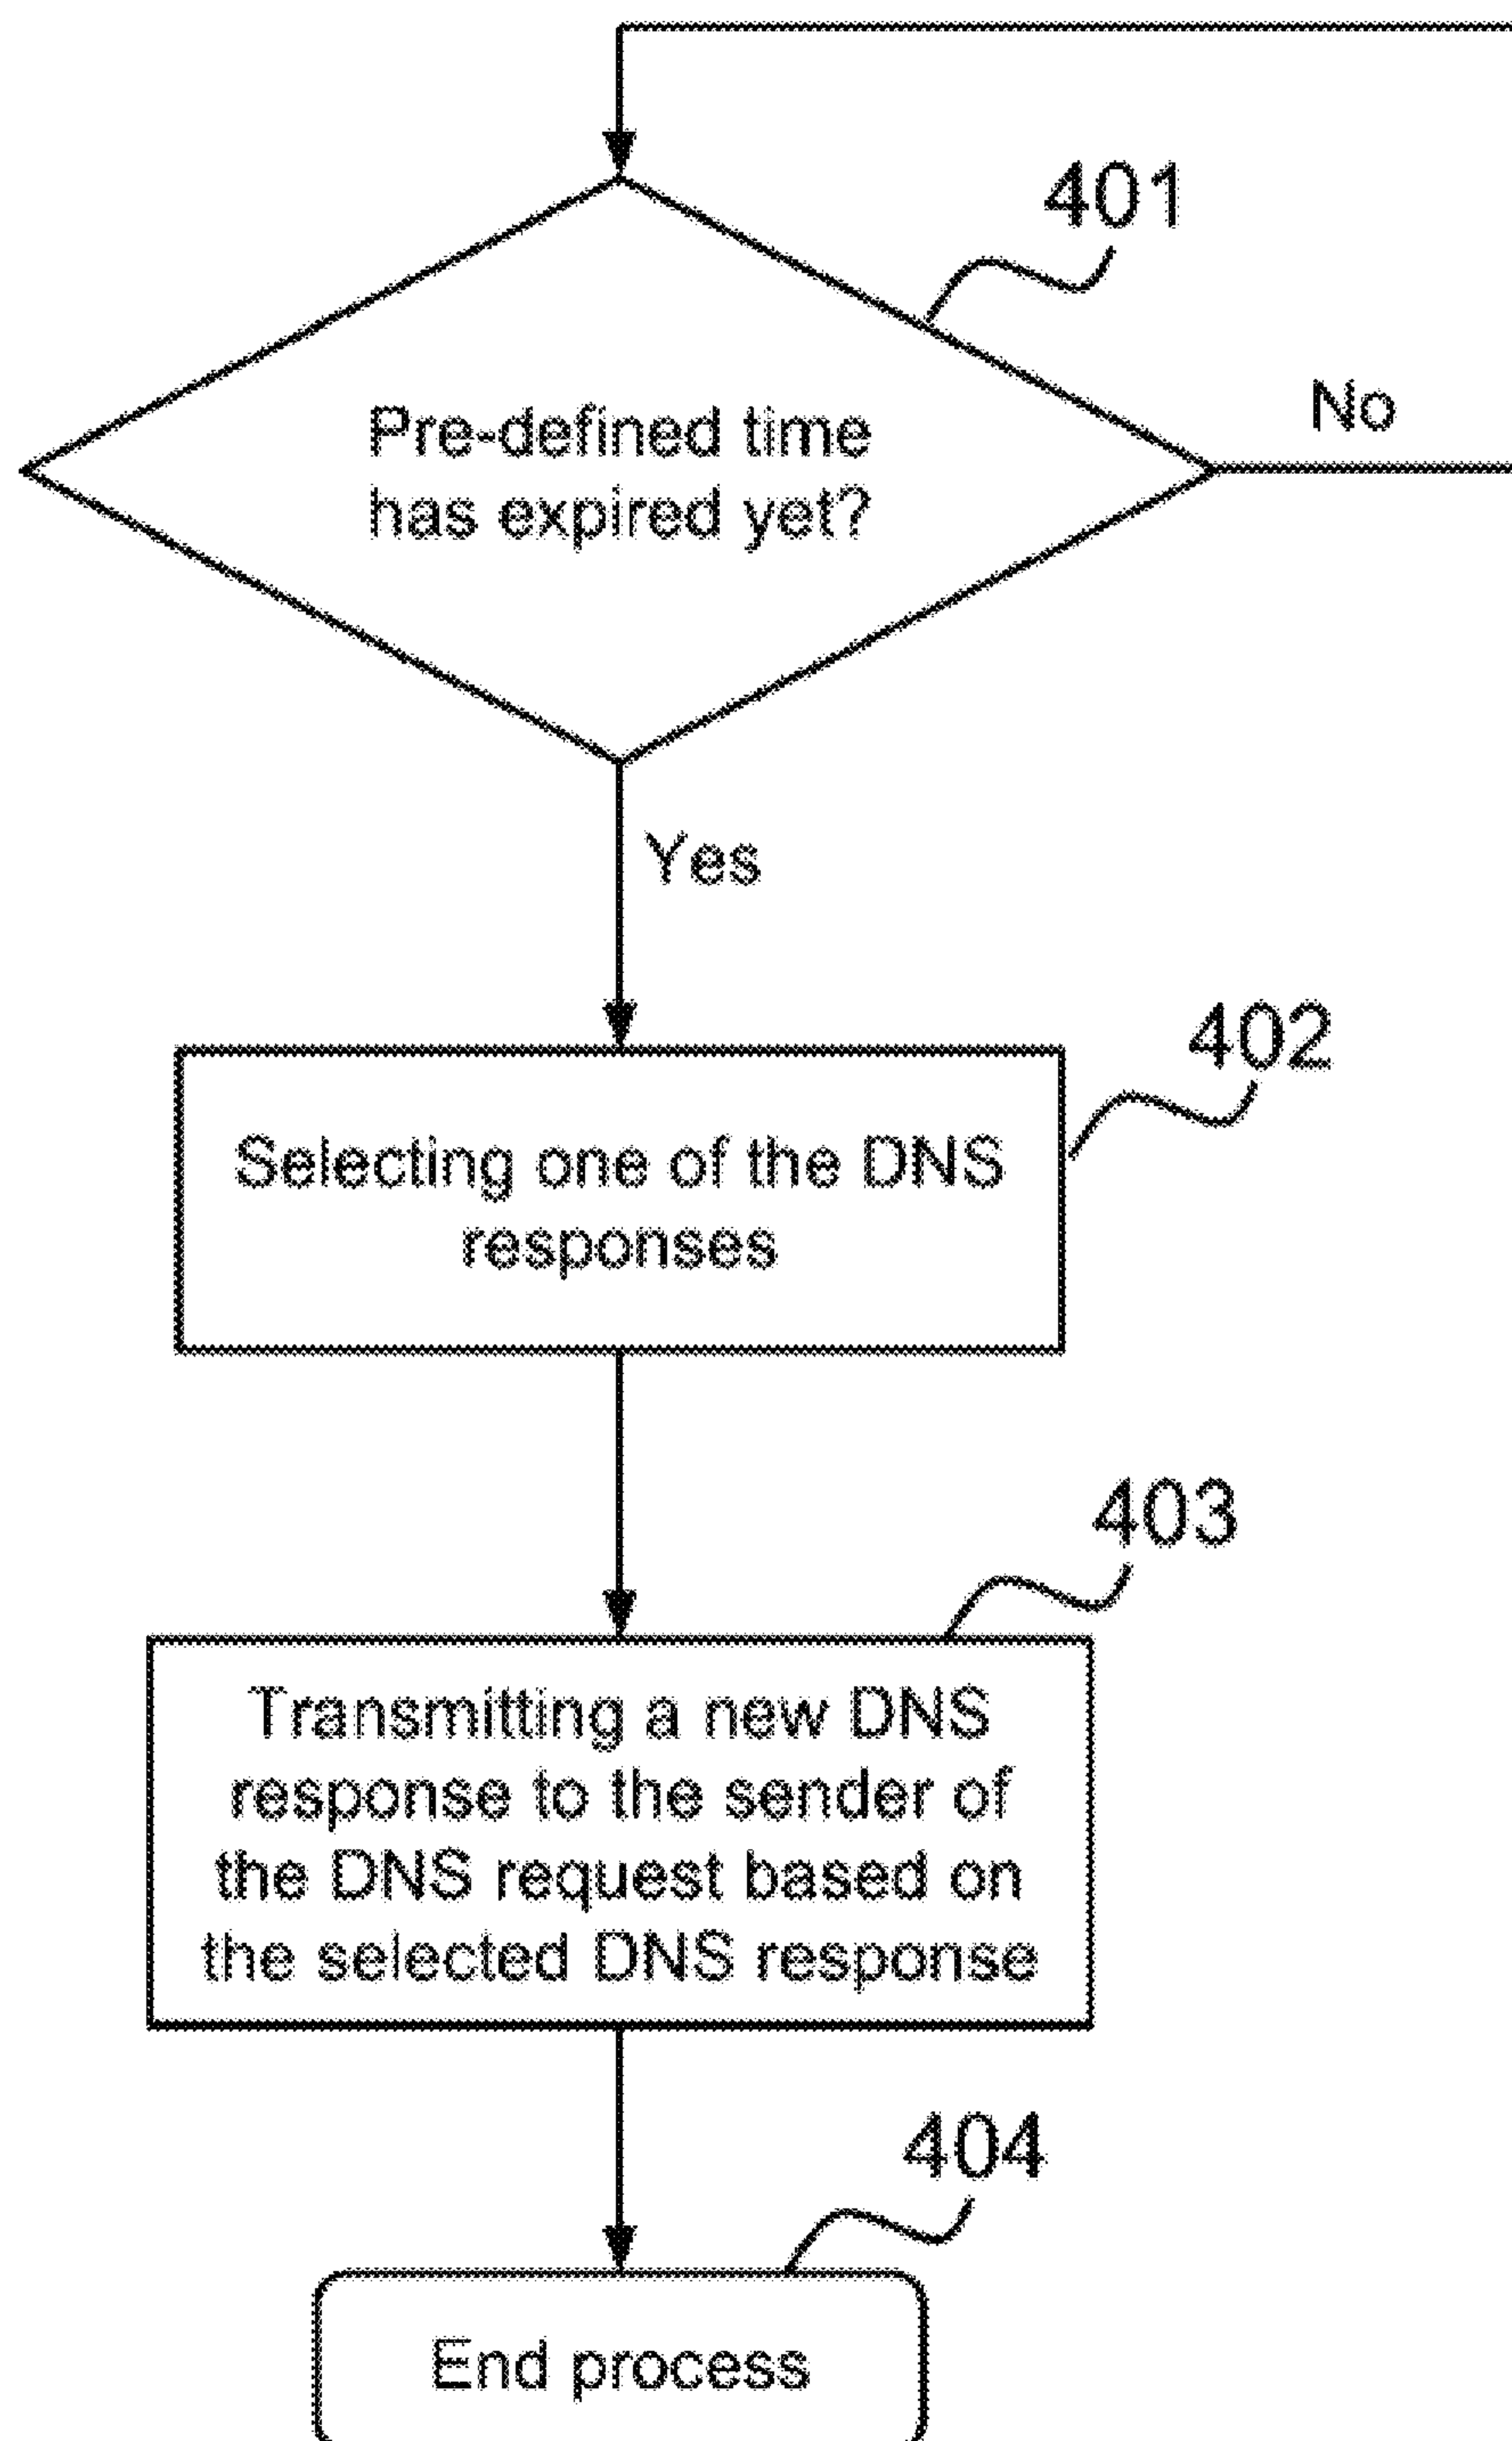 401
Pre-defined time
has expired yet?
No
Yes
402
Selecting one of the DNS
responses
403
Transmitting a new DNS
response to the sender of
the DNS request based on
the selected DNS response
404
End process